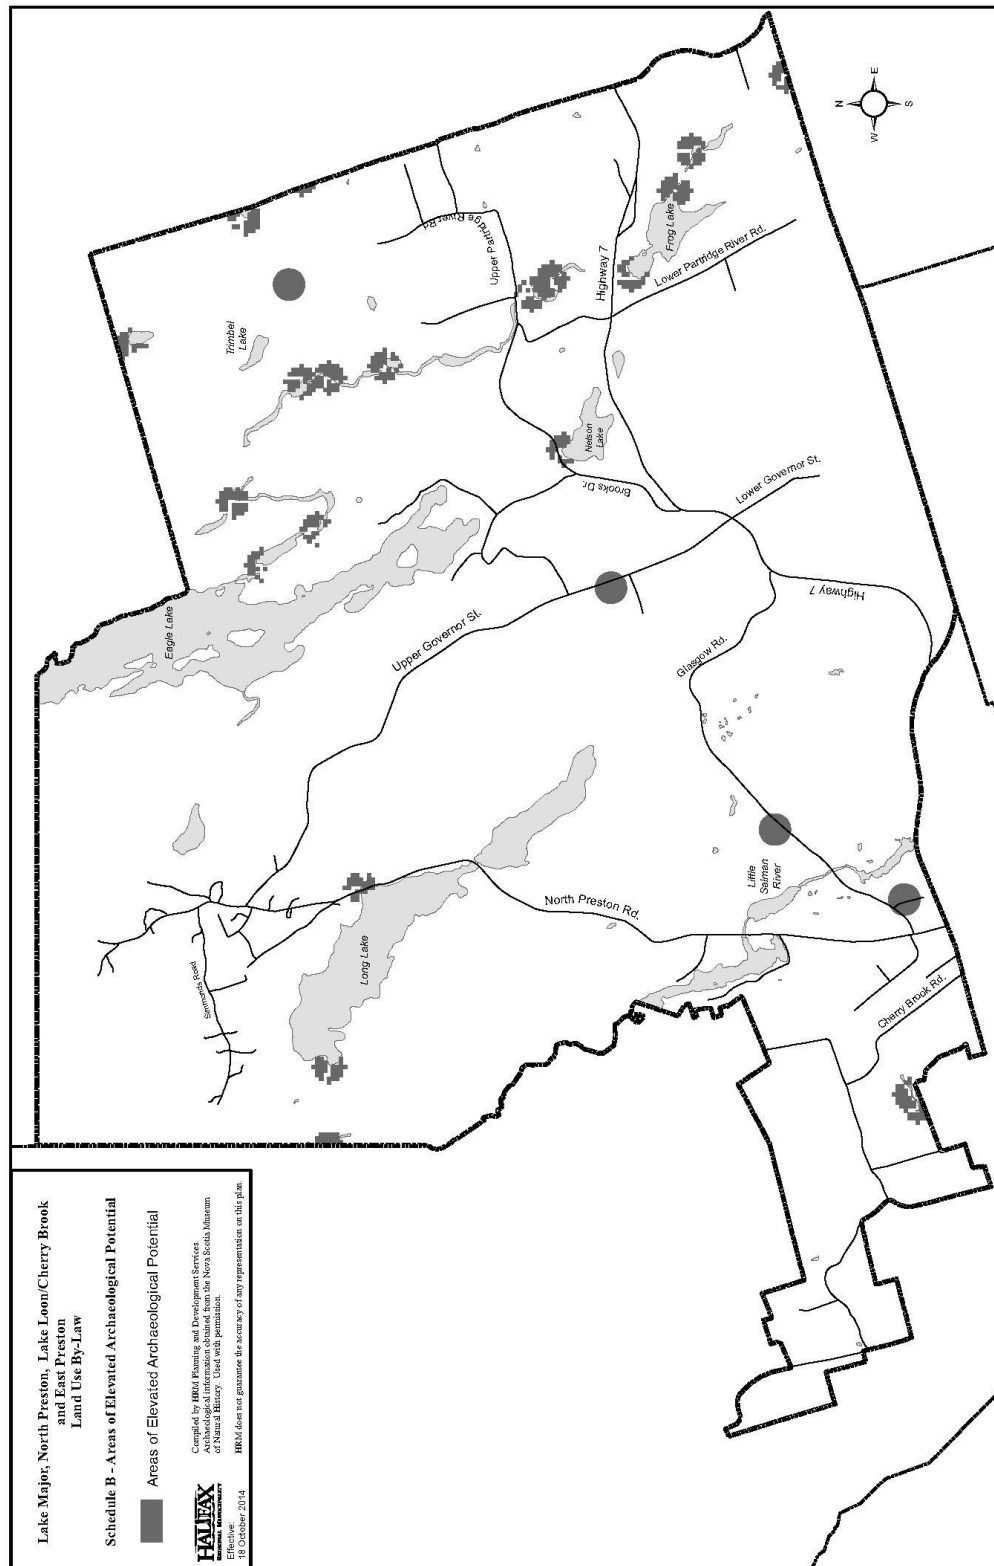 Lake Major, North Preston, Lake Loon/Cherry Brook
and East Preston
Land Use By-Law
Schedule B - Areas of Elevated Archaeological Potential
Areas of Elevated Archaeological Potential
HALIFAX
REGIONAL MUNICIPALITY
Effective:
18 October 2014
Compiled by HRM Planning and Development Services.
Archaeological information obtained from the Nova Scotia Museum
of Natural History. Used with permission.
HRM does not guarantee the accuracy of any representation on this plan.
Simmonds Road
Long Lake
North Preston Rd.
Eagle Lake
Upper Governor St.
Trimbel
Lake
Upper Partridge River Rd.
Highway 7
Frog Lake
Lower Partridge River Rd.
Nelson
Lake
Brooks Dr.
Lower Governor St.
Glasgow Rd.
Highway 7
Little
Salman
River
Cherry Brook Rd.
N
E
S
W